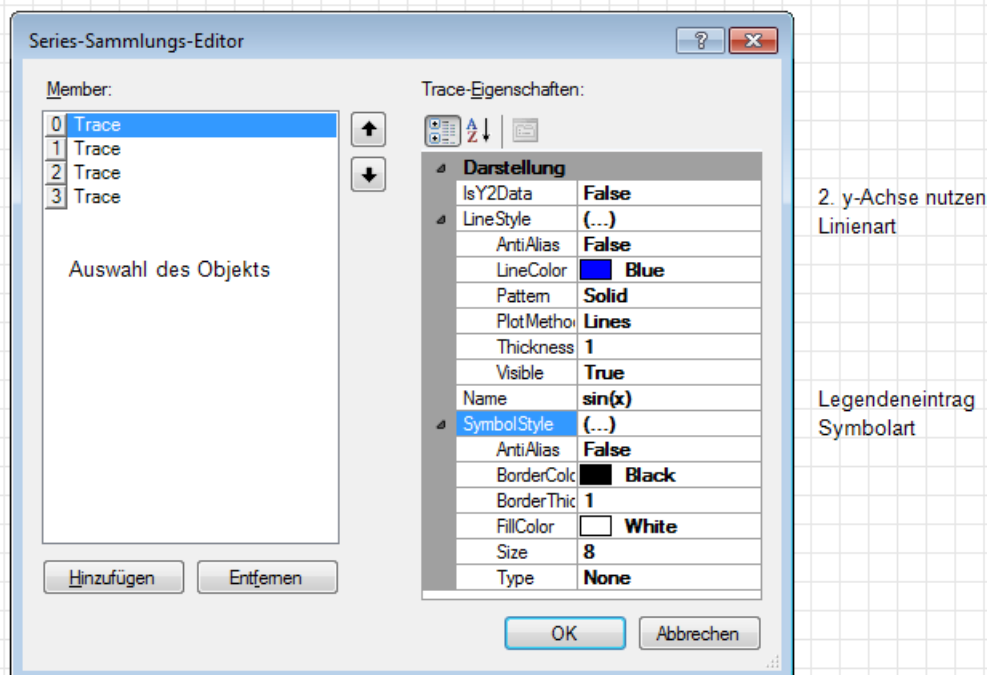 Series-Sammlungs-Editor
?
Member:
0 Trace
1 Trace
2 Trace
3 Trace
Auswahl des Objekts
Hinzufügen
Entfernen
Trace-Eigenschaften:
A
Z
Darstellung
IsY2Data False
LineStyle (...)
AntiAlias False
LineColor Blue
Pattern Solid
PlotMetho Lines
Thickness 1
Visible True
Name sin(x)
SymbolStyle (...)
AntiAlias False
BorderColc Black
BorderThic 1
FillColor White
Size 8
Type None
OK
Abbrechen
2. y-Achse nutzen
Linienart
Legendeneintrag
Symbolart